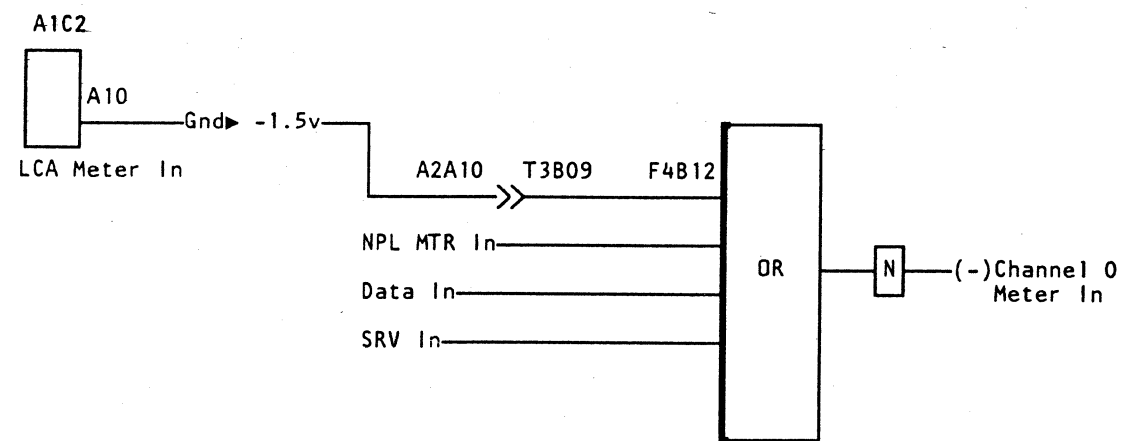 A1C2
A10
Gnd▶ -1.5v
LCA Meter In
A2A10 T3B09 F4B12
NPL MTR In
OR
N
(-)Channel 0
Meter In
Data In
SRV In